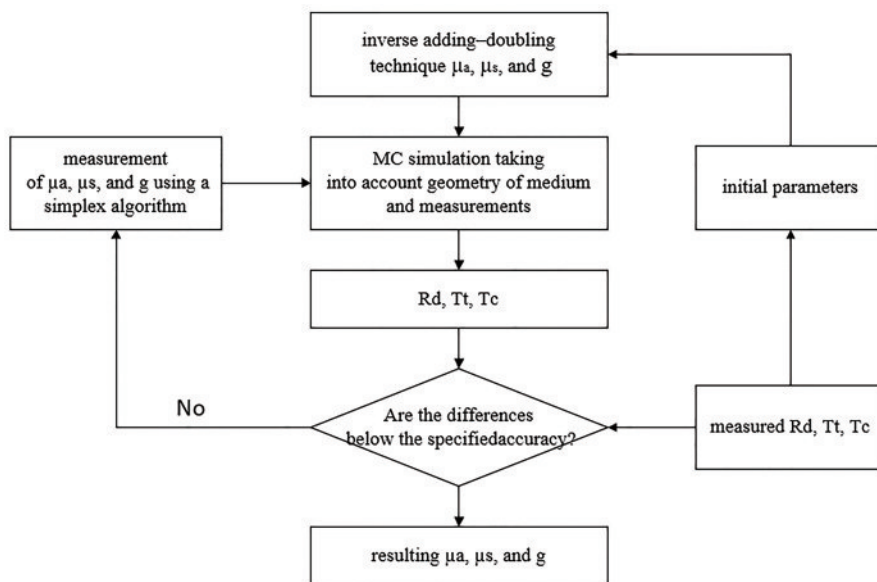 inverse adding–doubling
technique μa, μs, and g
measurement
of μa, μs, and g using a
simplex algorithm
MC simulation taking
into account geometry of medium
and measurements
initial parameters
Rd, Tt, Tc
No
Are the differences
below the specifiedaccuracy?
measured Rd, Tt, Tc
resulting μa, μs, and g